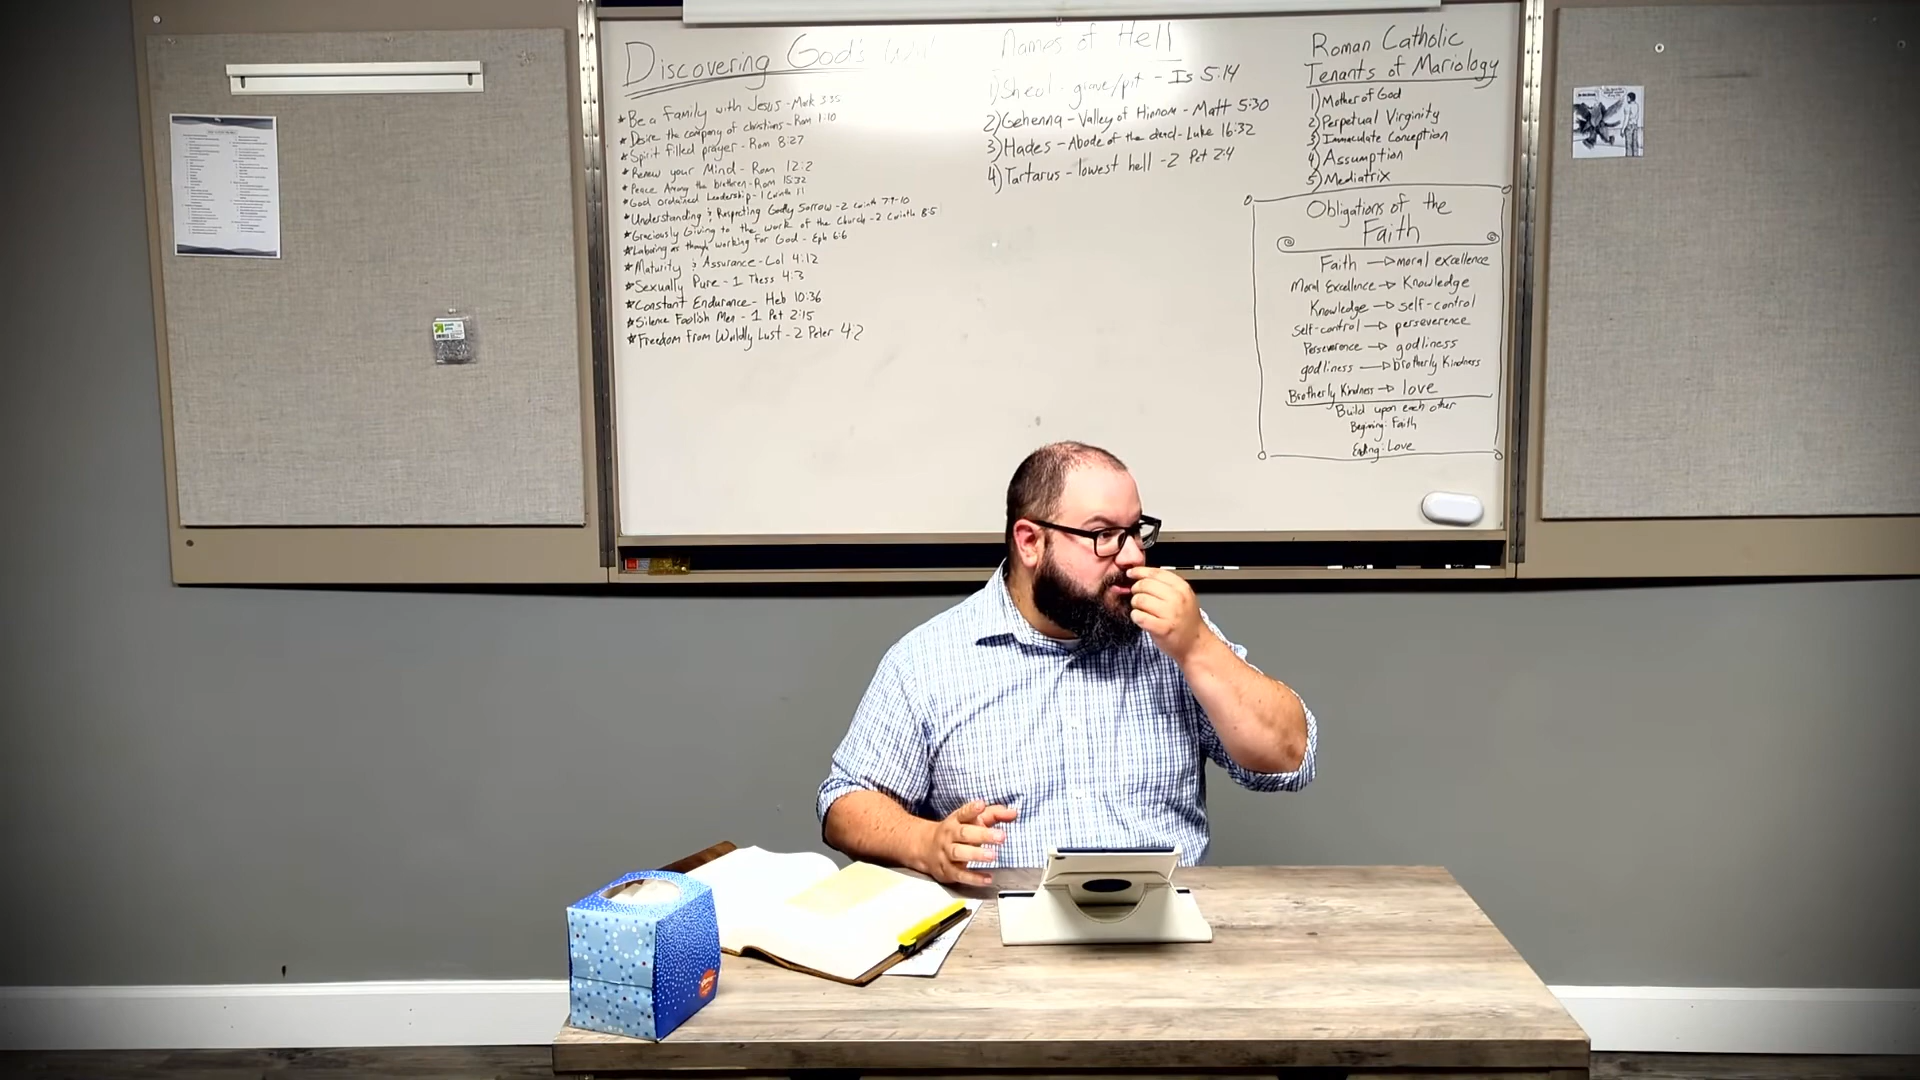 Discovering God's Will
★Be a Family with Jesus - Mark 3:35
★Desire the company of christians - Rom 1:10
★Spirit filled prayer - Rom 8:27
★Renew your Mind - Rom 12:2
★Peace Among the brethren - Rom 15:32
★God ordained Leadership - 1 Corinth 1:1
★Understanding & Respecting Godly Sorrow - 2 Corinth 7:9-10
★Graciously Giving to the work of the Church - 2 Corinth 8:5
★Laboring as though working for God - Eph 6:6
★Maturity & Assurance - Col 4:12
★Sexually Pure - 1 Thess 4:3
★Constant Endurance - Heb 10:36
★Silence Foolish Men - 1 Pet 2:15
★Freedom from Worldly Lust - 2 Peter 4:2
Names of Hell
1) Sheol - grave/pit - Is 5:14
2) Gehenna - Valley of Hinnom - Matt 5:30
3) Hades - Abode of the dead - Luke 16:32
4) Tartarus - lowest hell - 2 Pet 2:4
Roman Catholic
Tenants of Mariology
1) Mother of God
2) Perpetual Virginity
3) Immaculate Conception
4) Assumption
5) Mediatrix
Obligations of the
Faith
Faith → moral excellence
Moral Excellence → Knowledge
Knowledge → self-control
Self-control → perseverence
Perseverence → godliness
godliness → brotherly Kindness
Brotherly Kindness → love
Build upon each other
Begining: Faith
Ending: Love